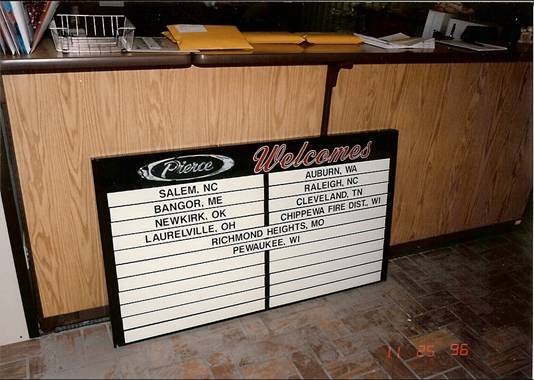 Pierce Welcomes
SALEM, NC
BANGOR, ME
NEWKIRK, OK
LAURELVILLE, OH
AUBURN, WA
RALEIGH, NC
CLEVELAND, TN
CHIPPEWA FIRE DIST., WI
RICHMOND HEIGHTS, MO
PEWAUKEE, WI
11 25 96